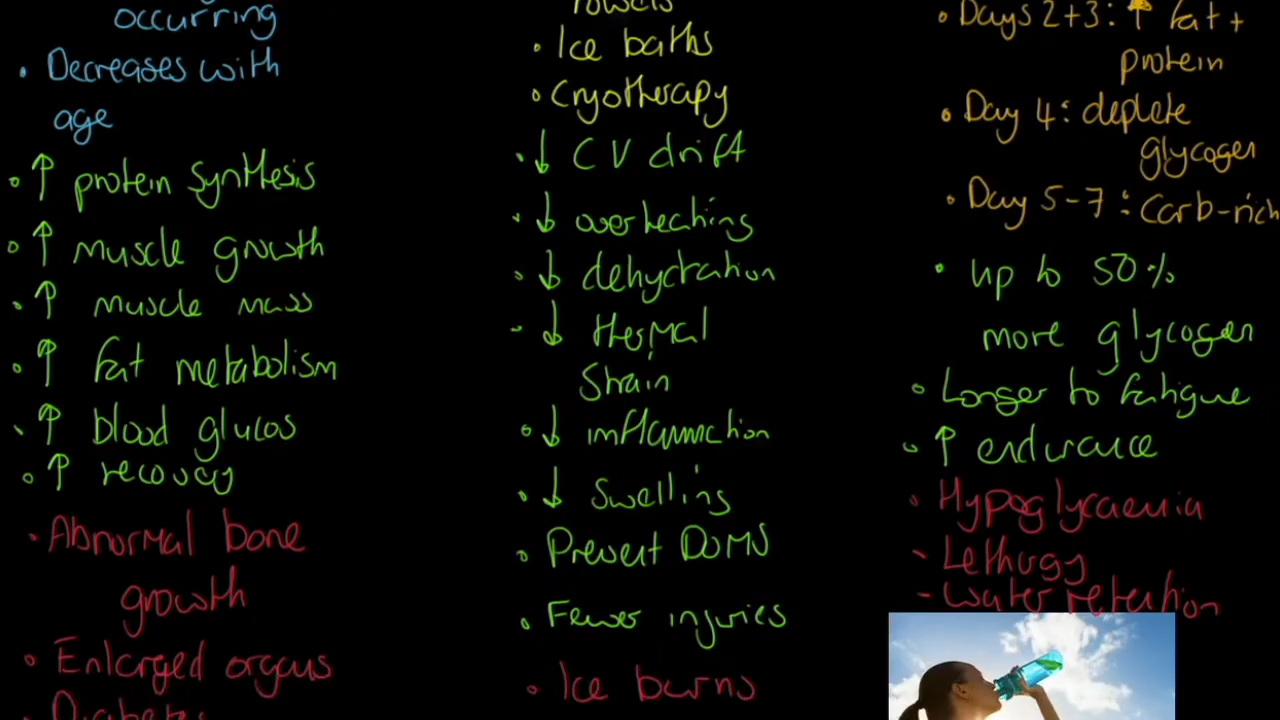 occurring
• Decreases with
age
• ↑ protein synthesis
• ↑ muscle growth
• ↑ muscle mass
• ↑ fat metabolism
• ↑ blood glucos
• ↑ recovery
• Abnormal bone
growth
• Enlarged organs
Diabetes
towels
• Ice baths
• Cryotherapy
• ↓ CV drift
• ↓ overheating
• ↓ dehydration
• ↓ thermal
strain
• ↓ inflammation
• ↓ swelling
• Prevent DOMS
• Fewer injuries
• Ice burns
• Days 2+3: ↑ fat +
protein
• Day 4: deplete
glycogen
• Day 5-7: Carb-rich
• up to 50%
more glycogen
• Longer to fatigue
• ↑ endurance
• Hypoglycaemia
- Lethargy
- Water retention